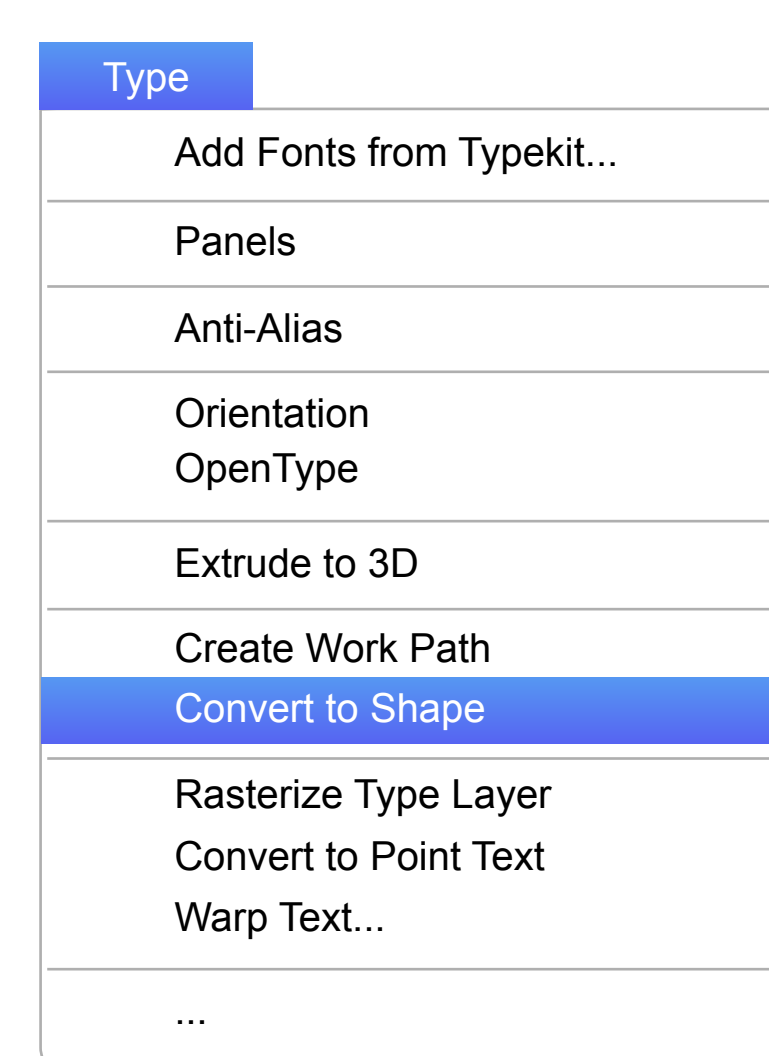 Type
Add Fonts from Typekit...
Panels
Anti-Alias
Orientation
OpenType
Extrude to 3D
Create Work Path
Convert to Shape
Rasterize Type Layer
Convert to Point Text
Warp Text...
...